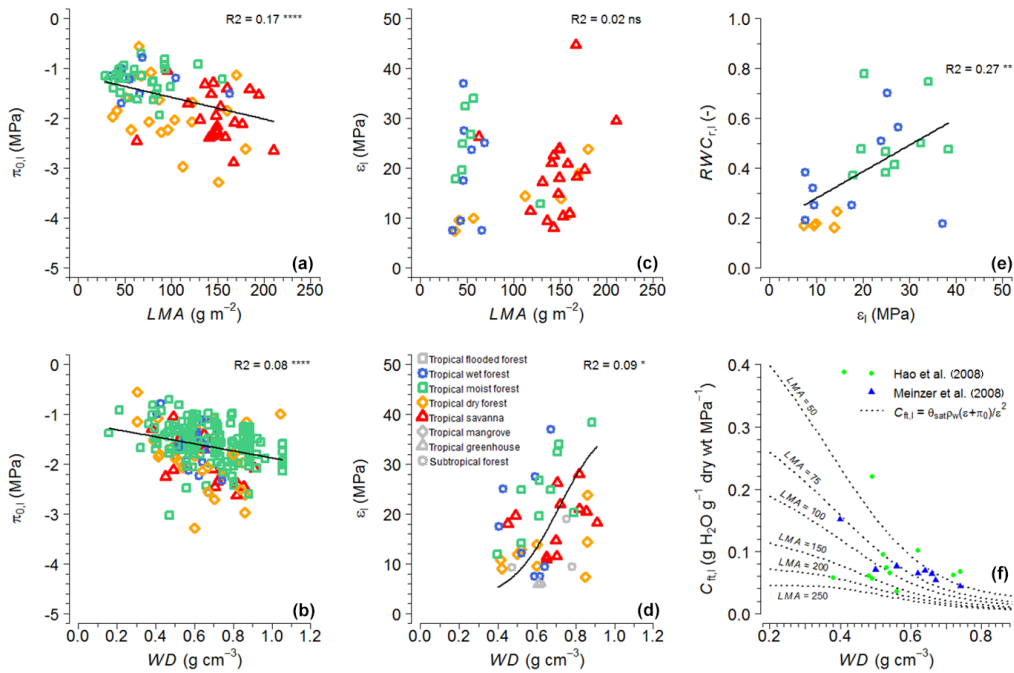 R2 = 0.17 ****
π0,l (MPa)
0
-1
-2
-3
-4
-5
(a)
0 50 100 150 200 250
LMA (g m−2)
R2 = 0.02 ns
εl (MPa)
50
40
30
20
10
0
(c)
0 50 100 150 200 250
LMA (g m−2)
R2 = 0.27 **
RWCr,l (-)
1.0
0.8
0.6
0.4
0.2
0.0
(e)
0 10 20 30 40 50
εl (MPa)
R2 = 0.08 ****
π0,l (MPa)
0
-1
-2
-3
-4
-5
(b)
0.0 0.2 0.4 0.6 0.8 1.0 1.2
WD (g cm−3)
R2 = 0.09 *
Tropical flooded forest
Tropical wet forest
Tropical moist forest
Tropical dry forest
Tropical savanna
Tropical mangrove
Tropical greenhouse
Subtropical forest
εl (MPa)
50
40
30
20
10
0
(d)
0.0 0.2 0.4 0.6 0.8 1.0 1.2
WD (g cm−3)
Hao et al. (2008)
Meinzer et al. (2008)
Cft,l = θsatρw(ε+π0)/ε2
Cft,l (g H2O g−1 dry wt MPa−1)
0.4
0.3
0.2
0.1
0.0
LMA = 50
LMA = 75
LMA = 100
LMA = 150
LMA = 200
LMA = 250
(f)
0.2 0.4 0.6 0.8
WD (g cm−3)